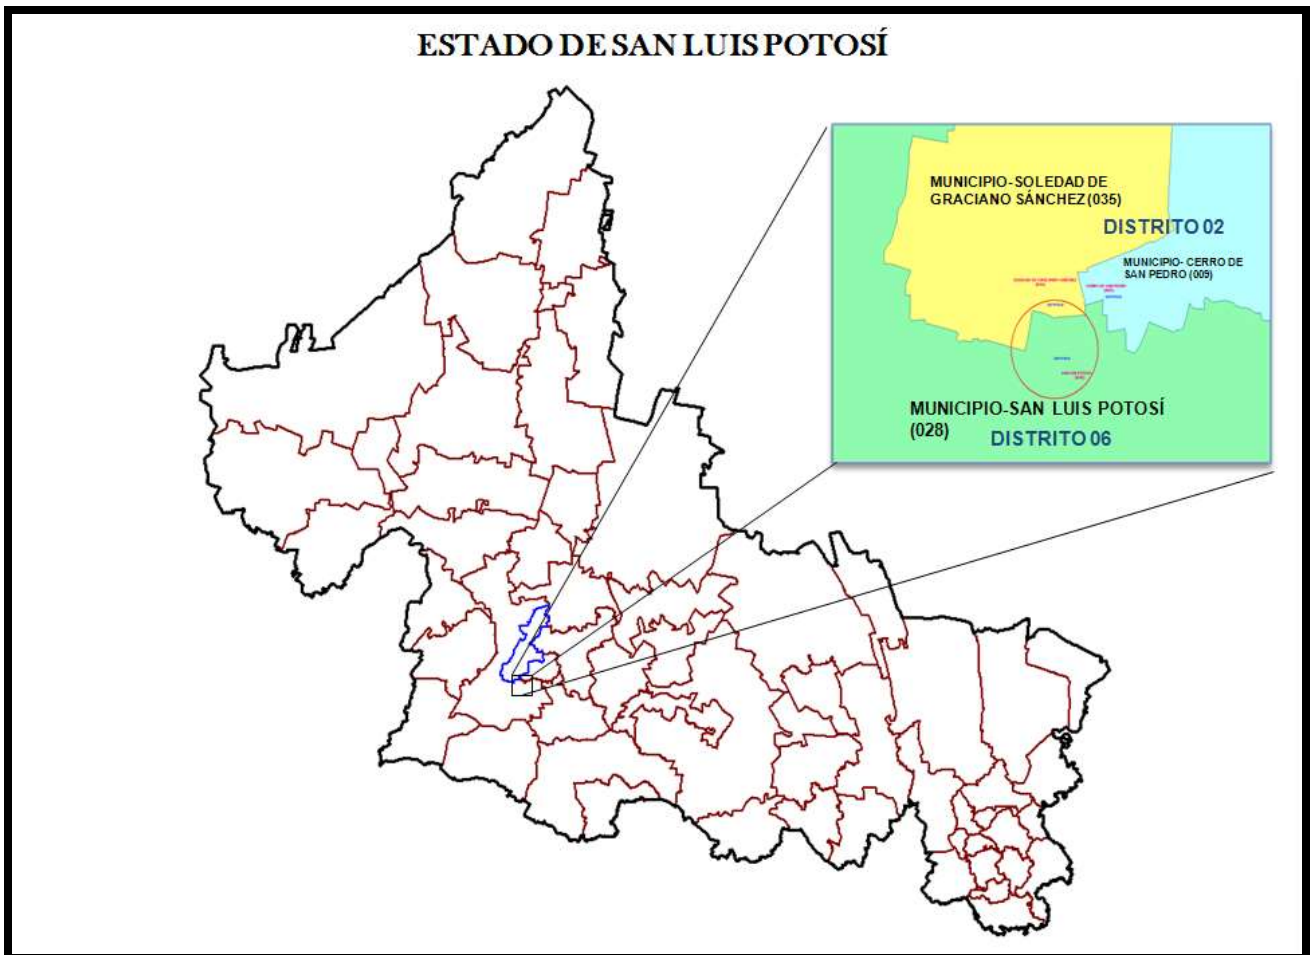 ESTADO DE SAN LUIS POTOSÍ
MUNICIPIO-SOLEDAD DE
GRACIANO SÁNCHEZ (035)
DISTRITO 02
MUNICIPIO- CERRO DE
SAN PEDRO (009)
MUNICIPIO-SAN LUIS POTOSÍ
(028)
DISTRITO 06